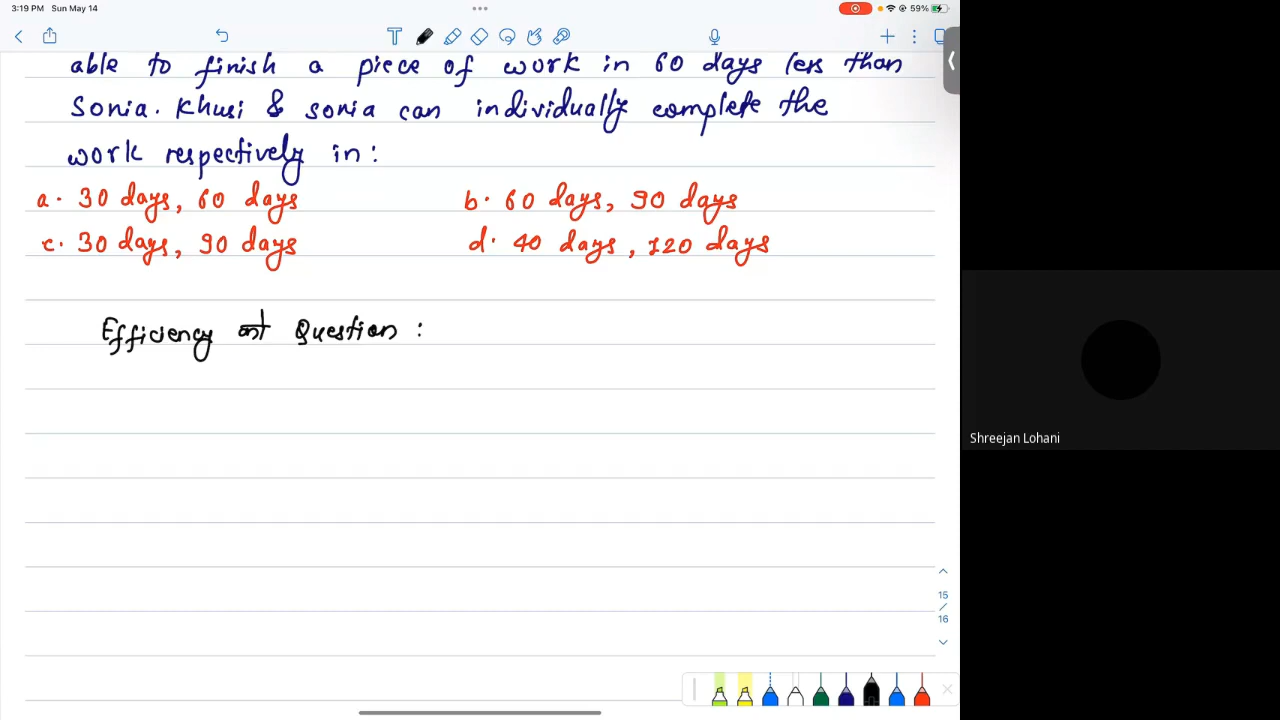 3:19 PM Sun May 14
59%
able to finish a piece of work in 60 days less than
Sonia. Khusi & sonia can individually complete the
work respectively in:
a. 30 days, 60 days
b. 60 days, 90 days
c. 30 days, 90 days
d. 40 days, 120 days
Efficiency Question:
Shreejan Lohani
15
/
16